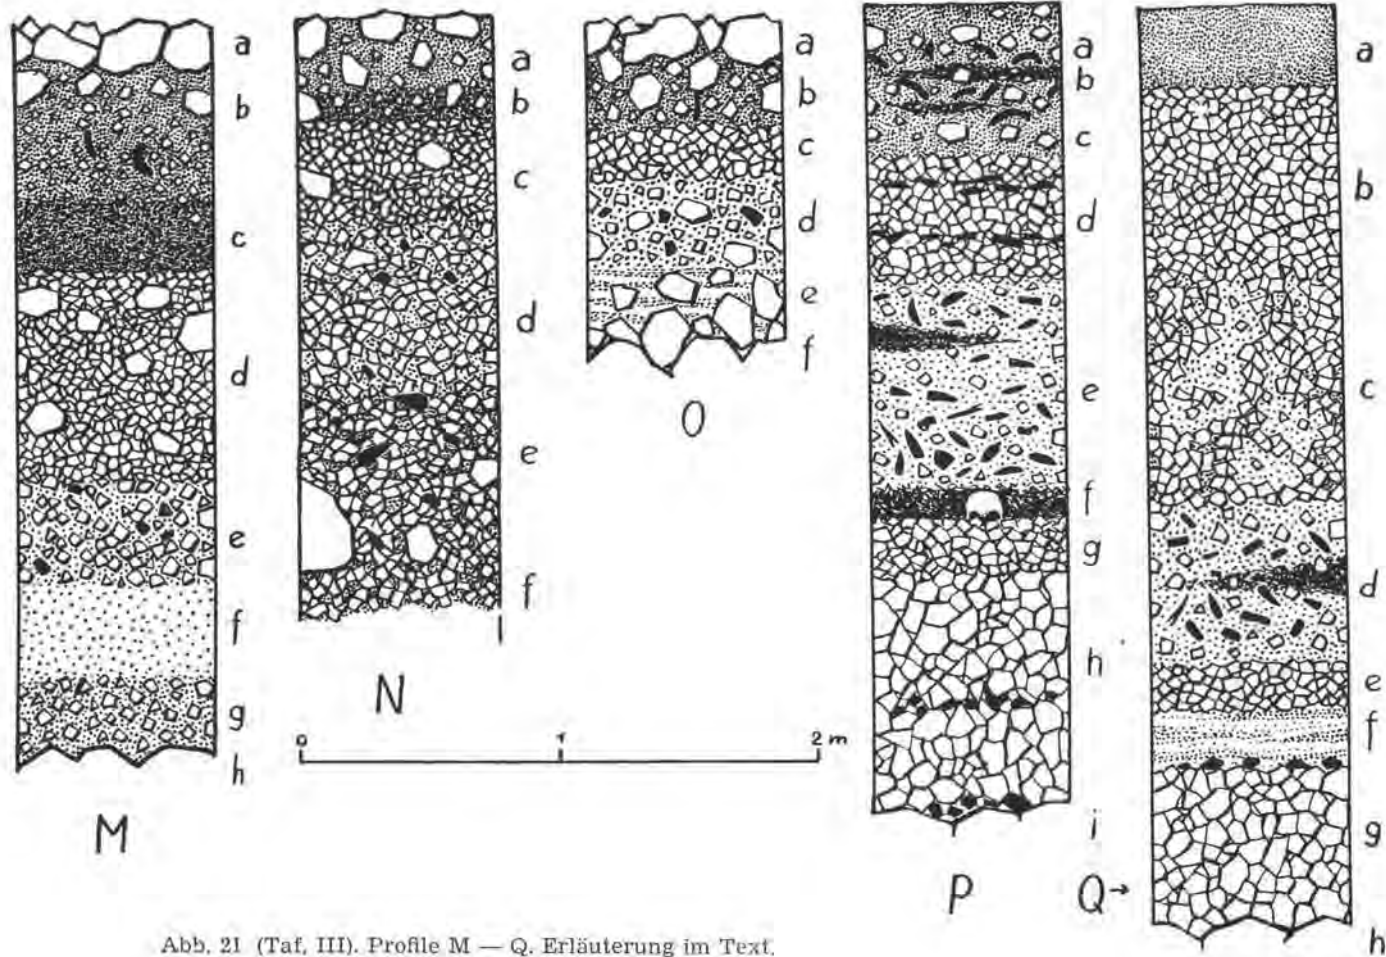 a
b
c
d
e
f
g
h
M
a
b
c
d
e
f
N
a
b
c
d
e
f
O
a
b
c
d
e
f
g
h
i
P
a
b
c
d
e
f
g
h
Q→
0 1 2 m
Abb. 21 (Taf. III). Profile M — Q. Erläuterung im Text.